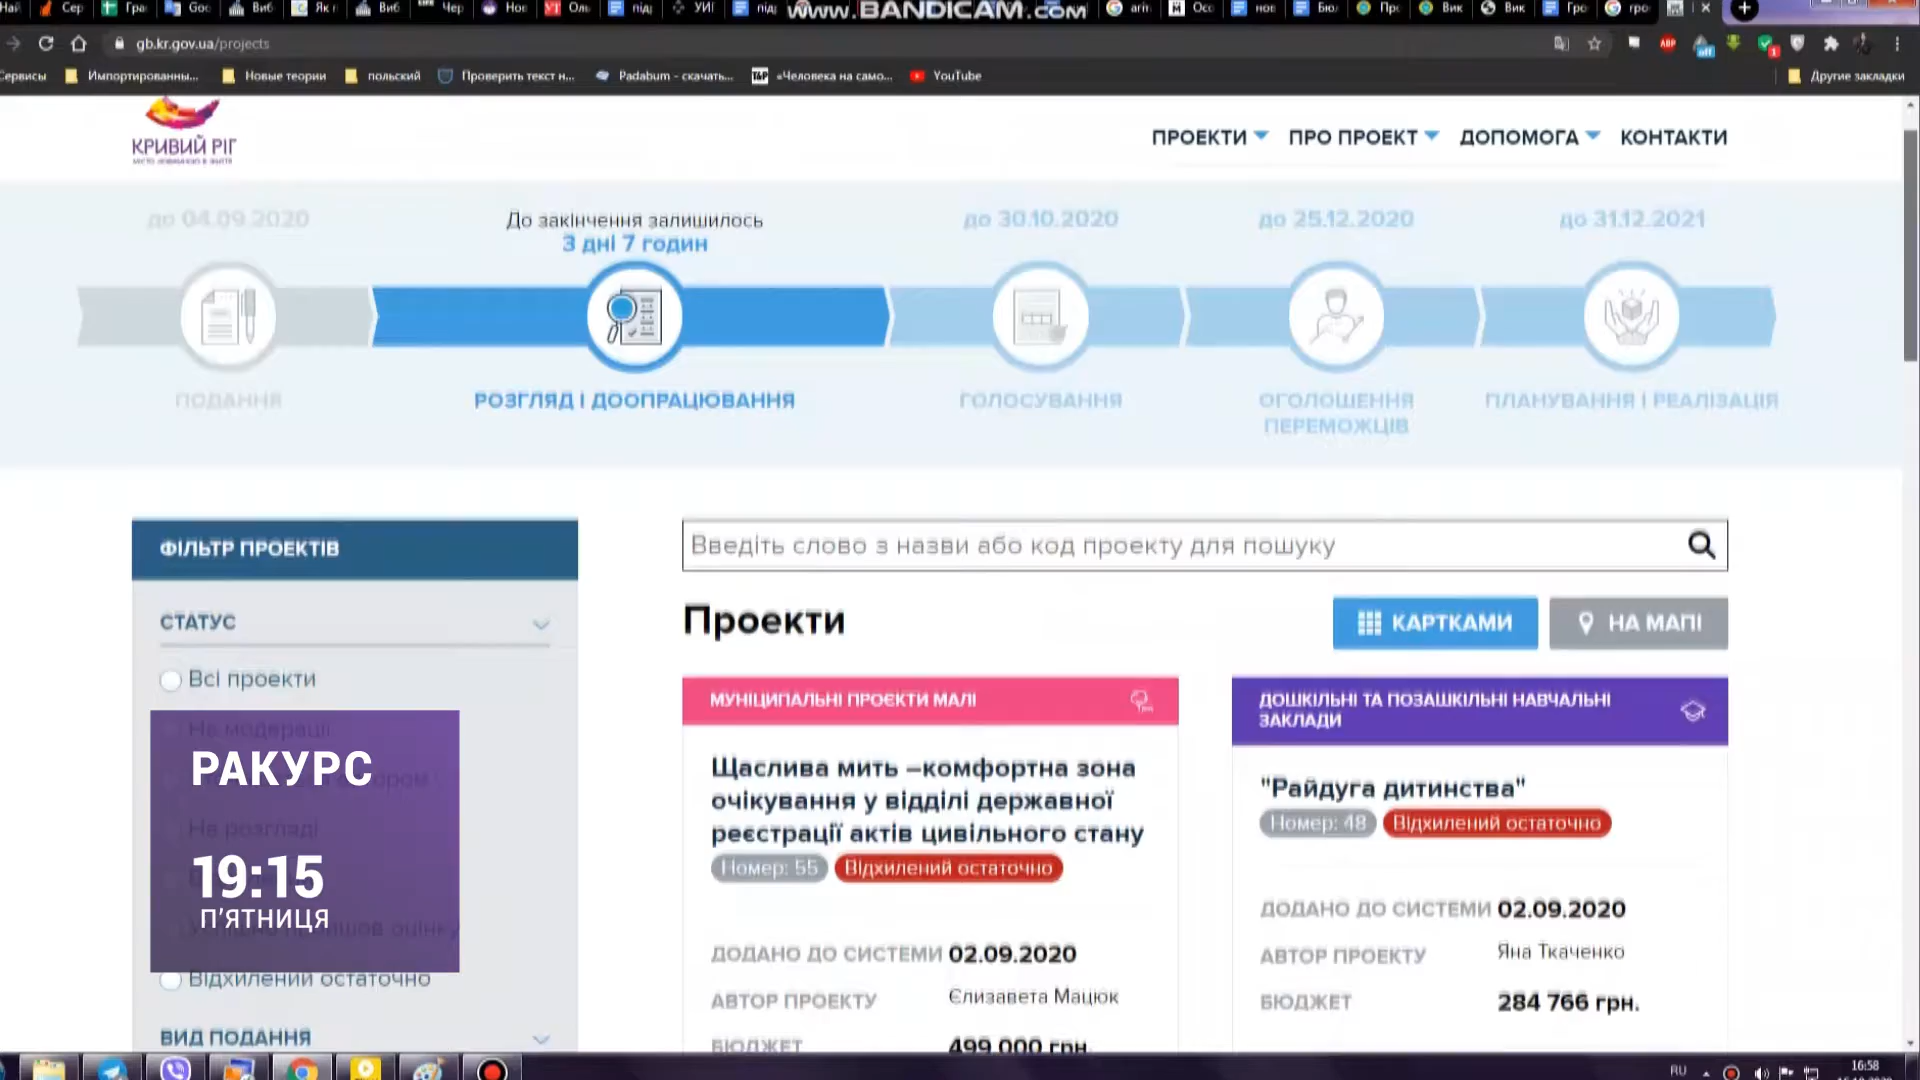 www.BANDICAM.com
gb.kr.gov.ua/projects
Сервисы
Импортированны...
Новые теории
польский
Проверить текст н...
Padabum - скачать...
«Человека на само...
YouTube
Другие закладки
КРИВИЙ РІГ
ПРОЕКТИ
ПРО ПРОЕКТ
ДОПОМОГА
КОНТАКТИ
до 04.09.2020
До закінчення залишилось
3 дні 7 годин
до 30.10.2020
до 25.12.2020
до 31.12.2021
ПОДАННЯ
РОЗГЛЯД І ДООПРАЦЮВАННЯ
ГОЛОСУВАННЯ
ОГОЛОШЕННЯ
ПЕРЕМОЖЦІВ
ПЛАНУВАННЯ І РЕАЛІЗАЦІЯ
ФІЛЬТР ПРОЕКТІВ
СТАТУС
Всі проекти
На модерації
На розгляді
Відхилений остаточно
ВИД ПОДАННЯ
РАКУРС
19:15
П'ЯТНИЦЯ
Введіть слово з назви або код проекту для пошуку
Проекти
КАРТКАМИ
НА МАПІ
МУНІЦИПАЛЬНІ ПРОЄКТИ МАЛІ
Щаслива мить –комфортна зона
очікування у відділі державної
реєстрації актів цивільного стану
Номер: 55
Відхилений остаточно
ДОДАНО ДО СИСТЕМИ 02.09.2020
АВТОР ПРОЕКТУ Єлизавета Мацюк
БЮДЖЕТ 499 000 грн.
ДОШКІЛЬНІ ТА ПОЗАШКІЛЬНІ НАВЧАЛЬНІ
ЗАКЛАДИ
"Райдуга дитинства"
Номер: 48
Відхилений остаточно
ДОДАНО ДО СИСТЕМИ 02.09.2020
АВТОР ПРОЕКТУ Яна Ткаченко
БЮДЖЕТ 284 766 грн.
RU
16:58